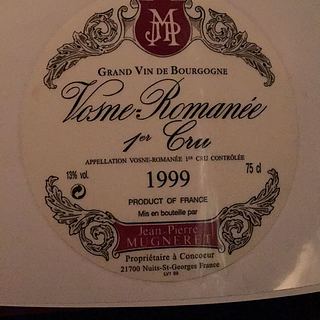 JMP
GRAND VIN DE BOURGOGNE
Vosne-Romanée
1er Cru
APPELLATION VOSNE-ROMANÉE 1ER CRU CONTRÔLÉE
13% vol. 1999 75 cl
PRODUCT OF FRANCE
Mis en bouteille par
Jean-Pierre
MUGNERET
Propriétaire à Concoeur
21700 Nuits-St-Georges France